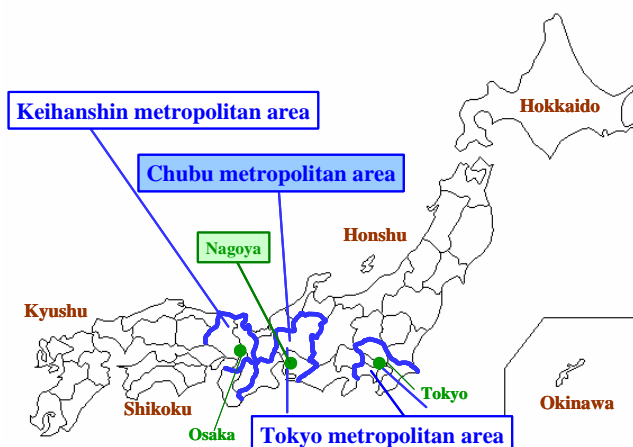 Hokkaido
Keihanshin metropolitan area
Chubu metropolitan area
Honshu
Nagoya
Kyushu
Tokyo
Shikoku
Okinawa
Osaka
Tokyo metropolitan area